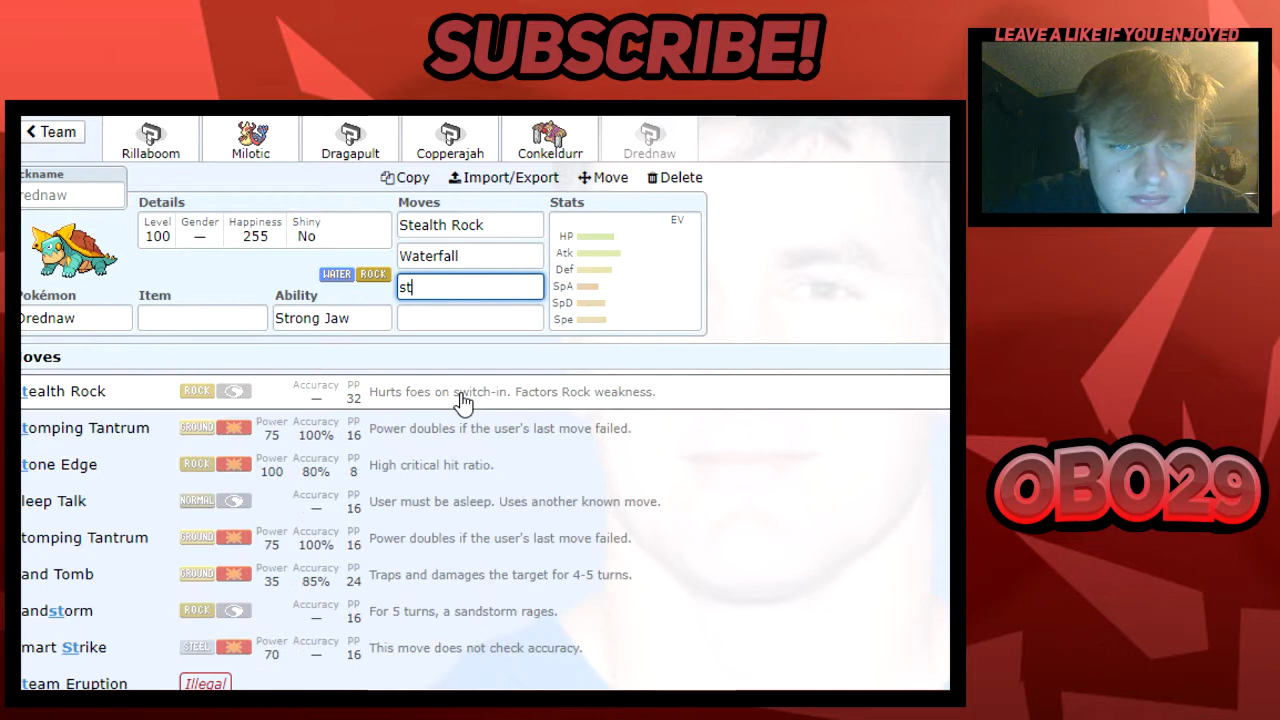 SUBSCRIBE!
LEAVE A LIKE IF YOU ENJOYED
Team
Rillaboom
Milotic
Dragapult
Copperajah
Conkeldurr
Drednaw
Copy
Import/Export
Move
Delete
ckname
rednaw
Details
Level
100
Gender
—
Happiness
255
Shiny
No
WATER ROCK
okémon
Drednaw
Item
Ability
Strong Jaw
Moves
Stealth Rock
Waterfall
st
Stats
EV
HP
Atk
Def
SpA
SpD
Spe
oves
tealth Rock ROCK Accuracy — PP 32 Hurts foes on switch-in. Factors Rock weakness.
tomping Tantrum GROUND Power 75 Accuracy 100% PP 16 Power doubles if the user's last move failed.
tone Edge ROCK Power 100 Accuracy 80% PP 8 High critical hit ratio.
leep Talk NORMAL Accuracy — PP 16 User must be asleep. Uses another known move.
tomping Tantrum GROUND Power 75 Accuracy 100% PP 16 Power doubles if the user's last move failed.
and Tomb GROUND Power 35 Accuracy 85% PP 24 Traps and damages the target for 4-5 turns.
andstorm ROCK Accuracy — PP 16 For 5 turns, a sandstorm rages.
mart Strike STEEL Power 70 Accuracy — PP 16 This move does not check accuracy.
team Eruption Illegal
OBO29